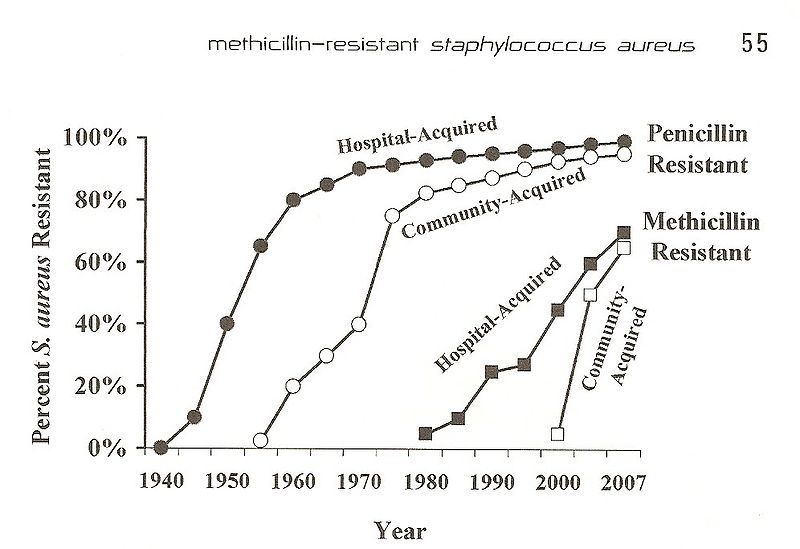 methicillin-resistant staphylococcus aureus 55
100%
80%
60%
40%
20%
0%
Percent S. aureus Resistant
Hospital-Acquired
Community-Acquired
Penicillin
Resistant
Methicillin
Resistant
Hospital-Acquired
Community-
Acquired
1940 1950 1960 1970 1980 1990 2000 2007
Year